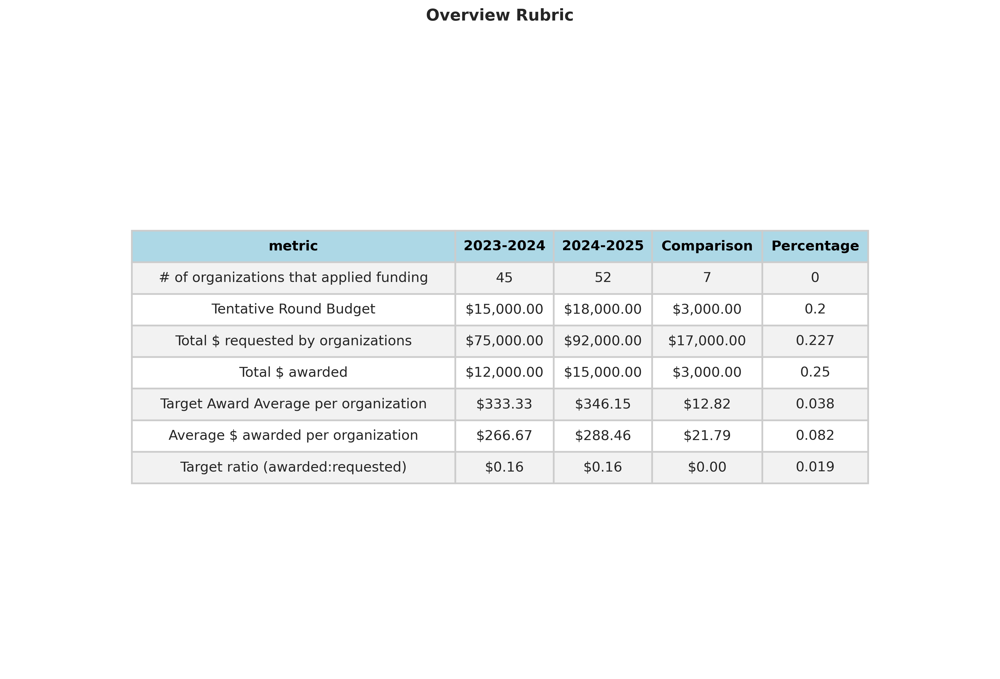 Overview Rubric
metric 2023-2024 2024-2025 Comparison Percentage
# of organizations that applied funding 45 52 7 0
Tentative Round Budget $15,000.00 $18,000.00 $3,000.00 0.2
Total $ requested by organizations $75,000.00 $92,000.00 $17,000.00 0.227
Total $ awarded $12,000.00 $15,000.00 $3,000.00 0.25
Target Award Average per organization $333.33 $346.15 $12.82 0.038
Average $ awarded per organization $266.67 $288.46 $21.79 0.082
Target ratio (awarded:requested) $0.16 $0.16 $0.00 0.019